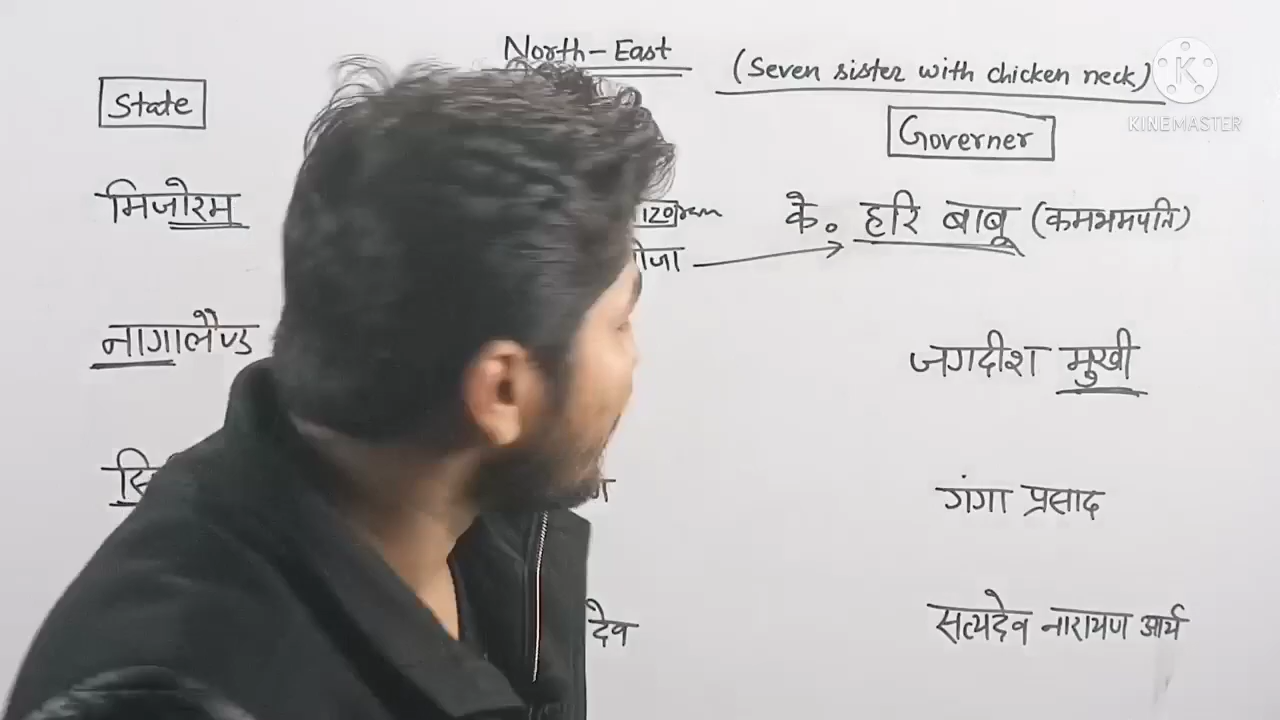 North-East (Seven sister with chicken neck)
State
Governer
KINEMASTER
मिजोरम
के. हरि बाबू (कमभमपति)
नागालैण्ड
जगदीश मुखी
गंगा प्रसाद
देव
सत्यदेव नारायण आर्य